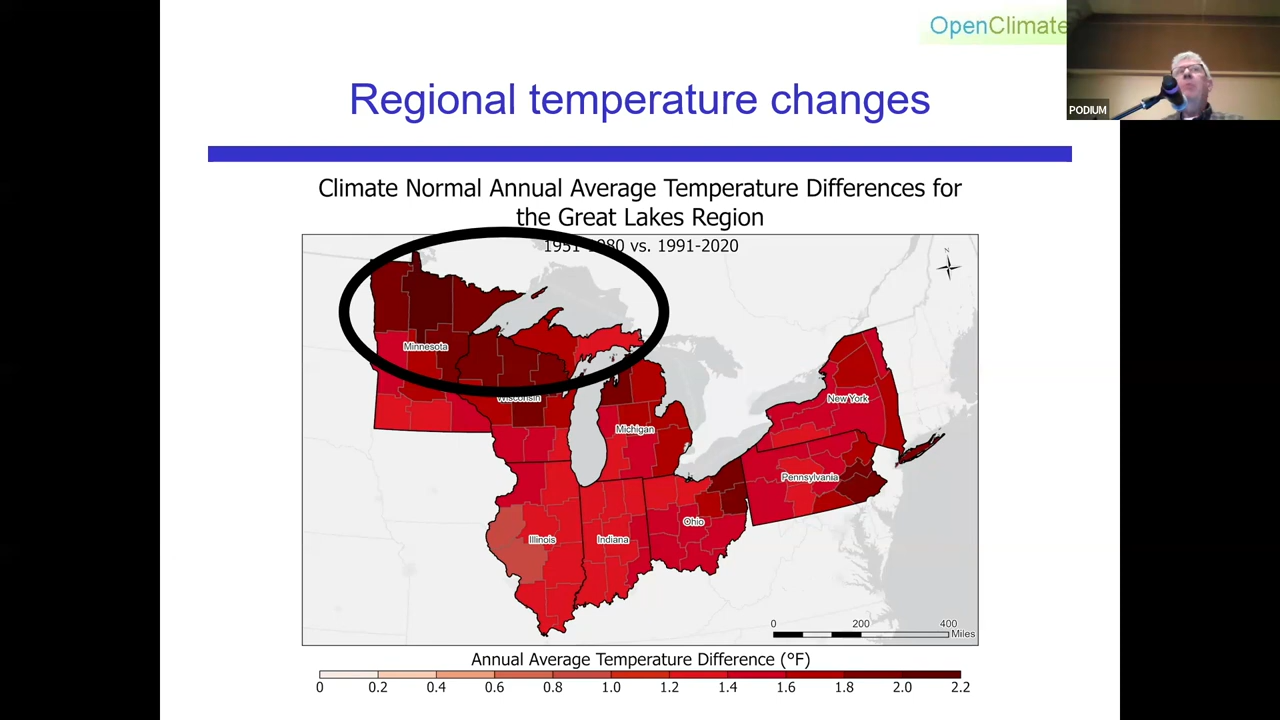 OpenClimate
PODIUM
Regional temperature changes
Climate Normal Annual Average Temperature Differences for
the Great Lakes Region
1951-1980 vs. 1991-2020
N
Minnesota
Wisconsin
Michigan
New York
Pennsylvania
Ohio
Illinois
Indiana
0 200 400
Miles
Annual Average Temperature Difference (°F)
0 0.2 0.4 0.6 0.8 1.0 1.2 1.4 1.6 1.8 2.0 2.2